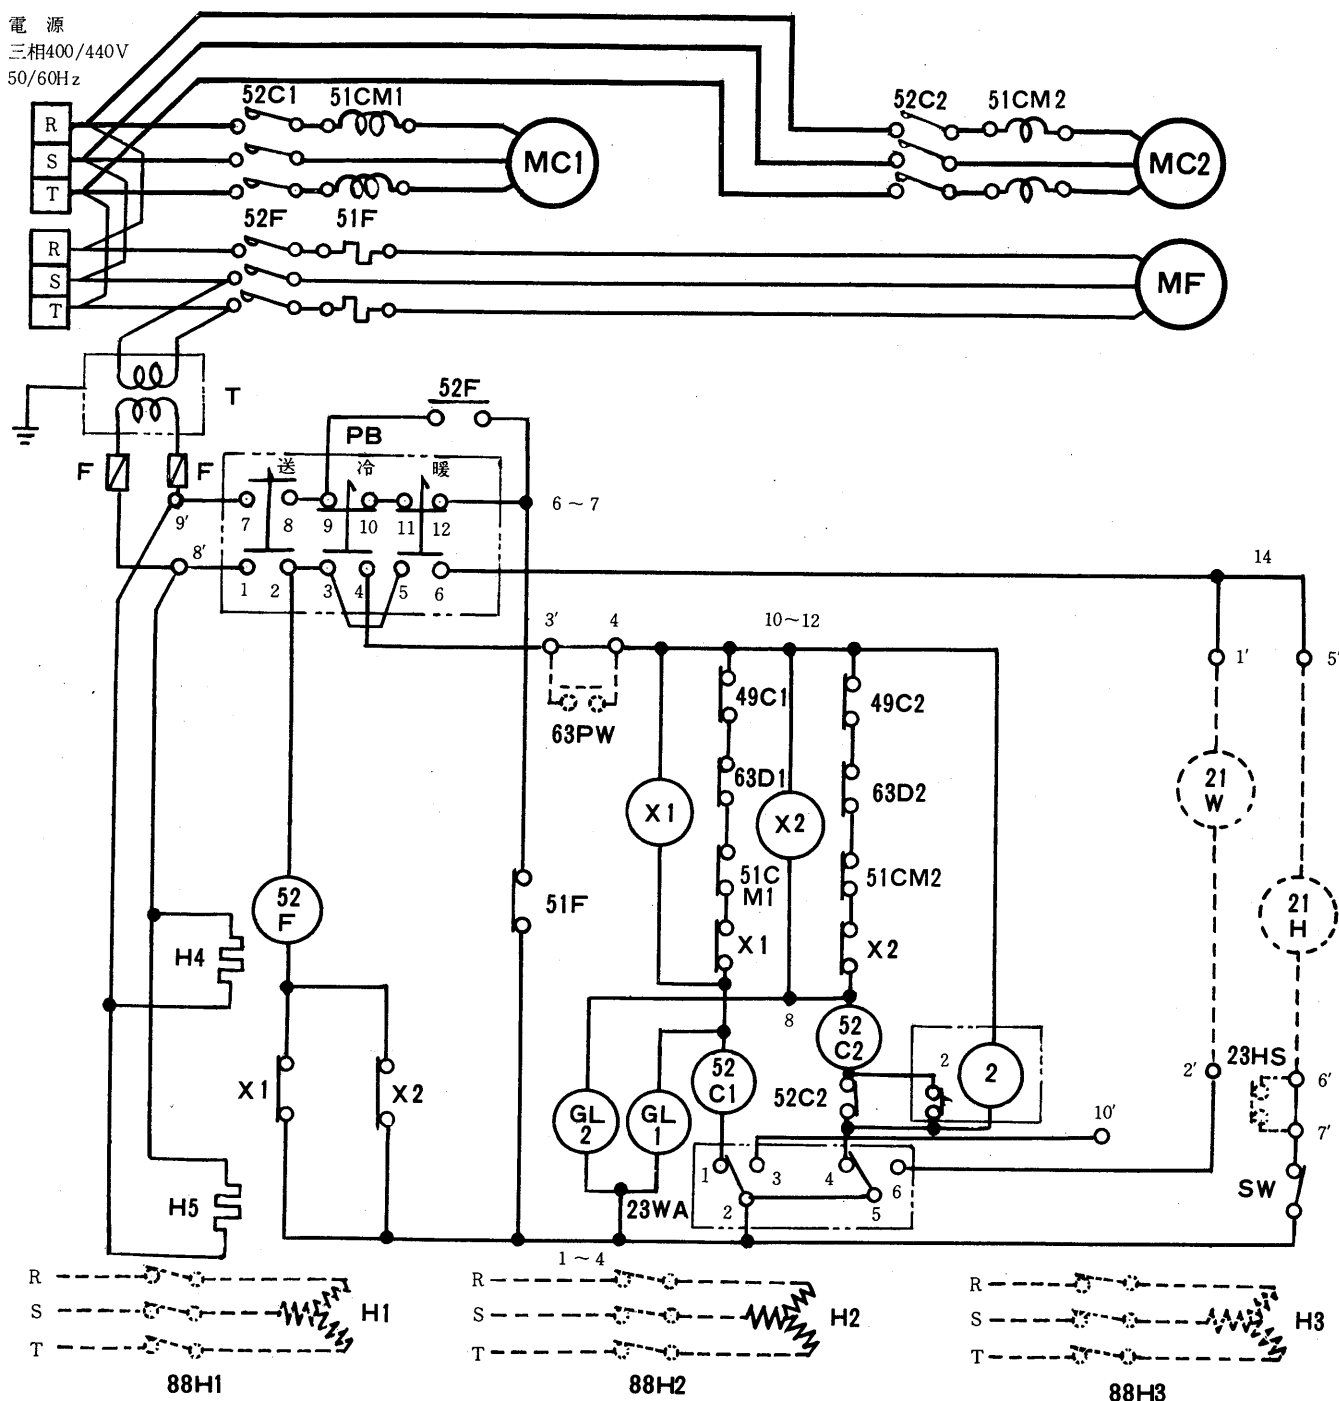 電源
三相400/440V
50/60Hz
52C1
51CM1
52C2
51CM2
R
S
T
MC1
MC2
52F
51F
R
S
T
MF
T
52F
PB
F
F
送
冷
暖
6～7
9′
7
8
9
10
11
12
8′
1
2
3
4
5
6
14
3′
4
10～12
1′
5′
63PW
49C1
49C2
63D1
63D2
21
W
X1
X2
51C
M1
51CM2
52
F
51F
21
H
H4
X1
X2
8
52
C2
52
C1
2
2
23HS
2′
6′
X1
X2
GL
2
GL
1
52C2
10′
7′
1
3
4
6
2
5
SW
H5
23WA
1～4
R
S
T
H1
88H1
R
S
T
H2
88H2
R
S
T
H3
88H3